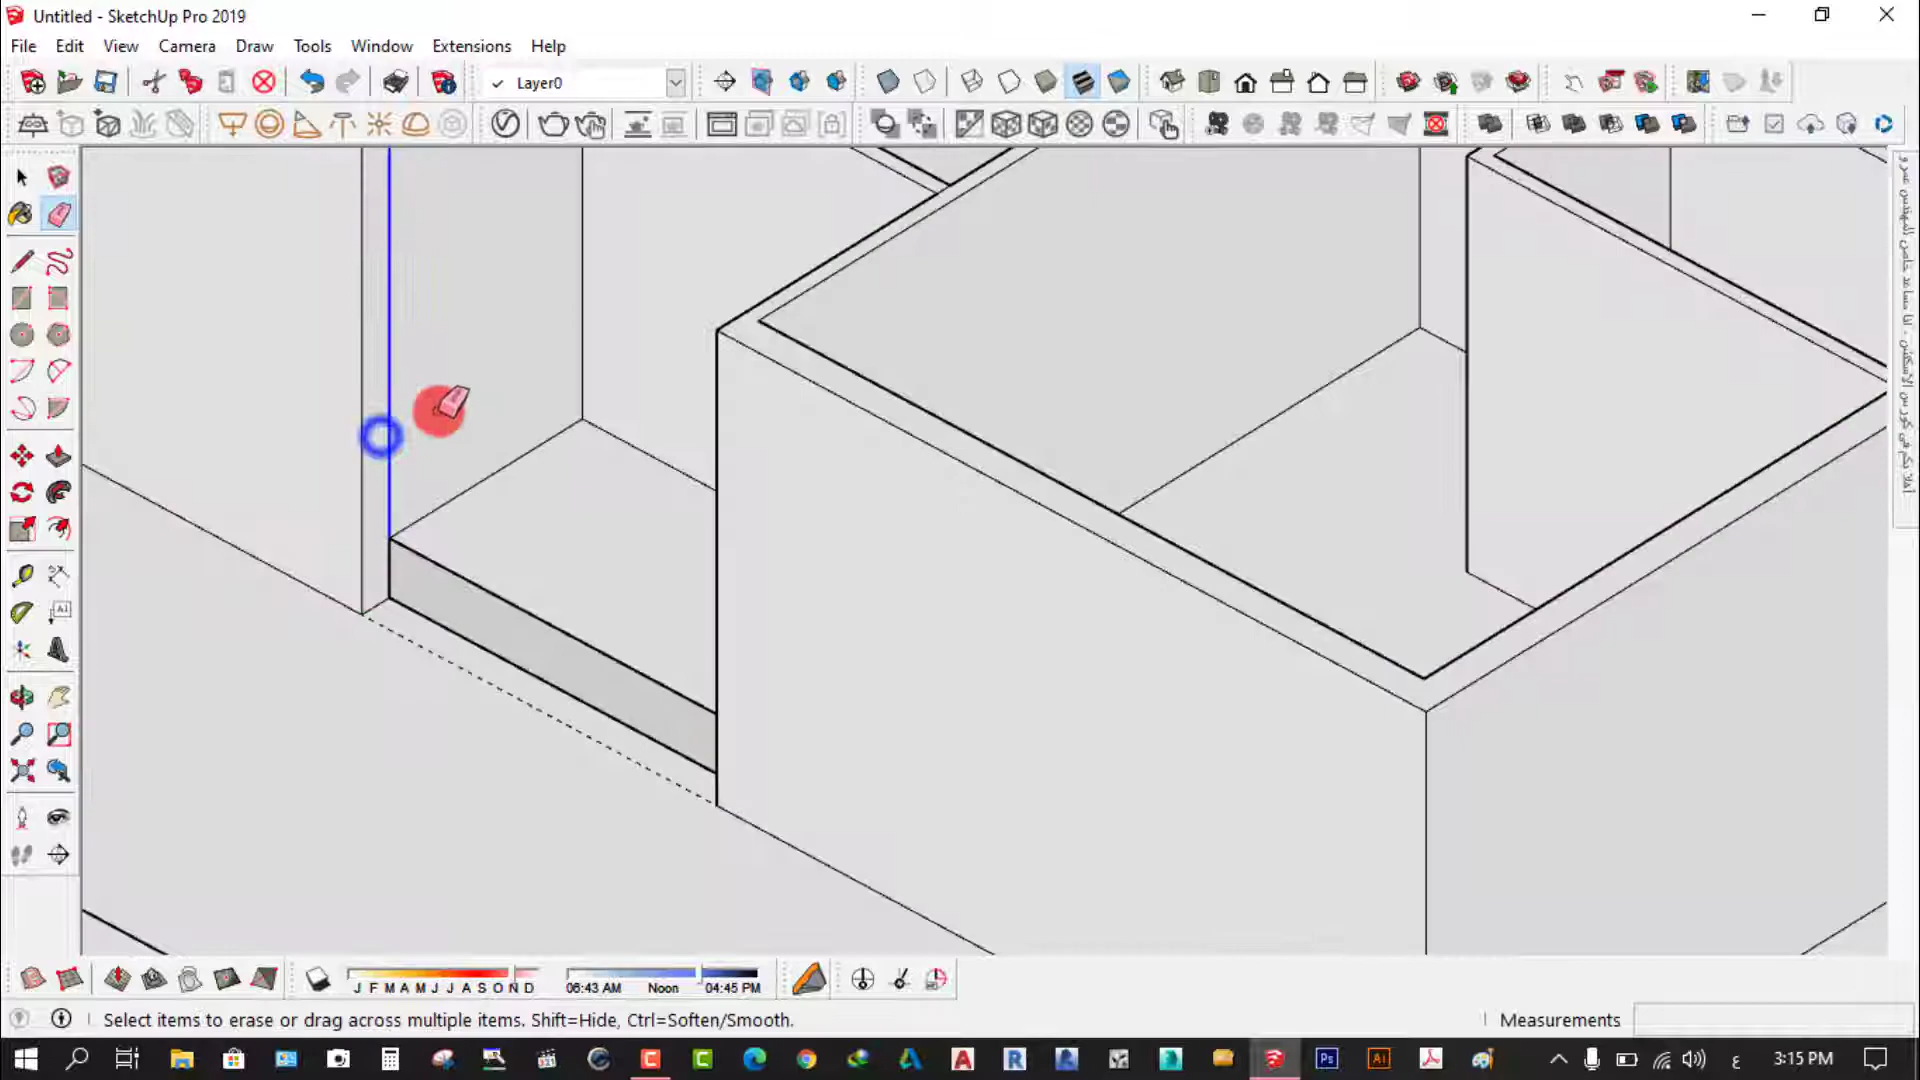 Untitled - SketchUp Pro 2019
File Edit View Camera Draw Tools Window Extensions Help
Layer0
J F M A M J J A S O N D
06:43 AM Noon 04:45 PM
Select items to erase or drag across multiple items. Shift=Hide, Ctrl=Soften/Smooth.
Measurements
ع
3:15 PM